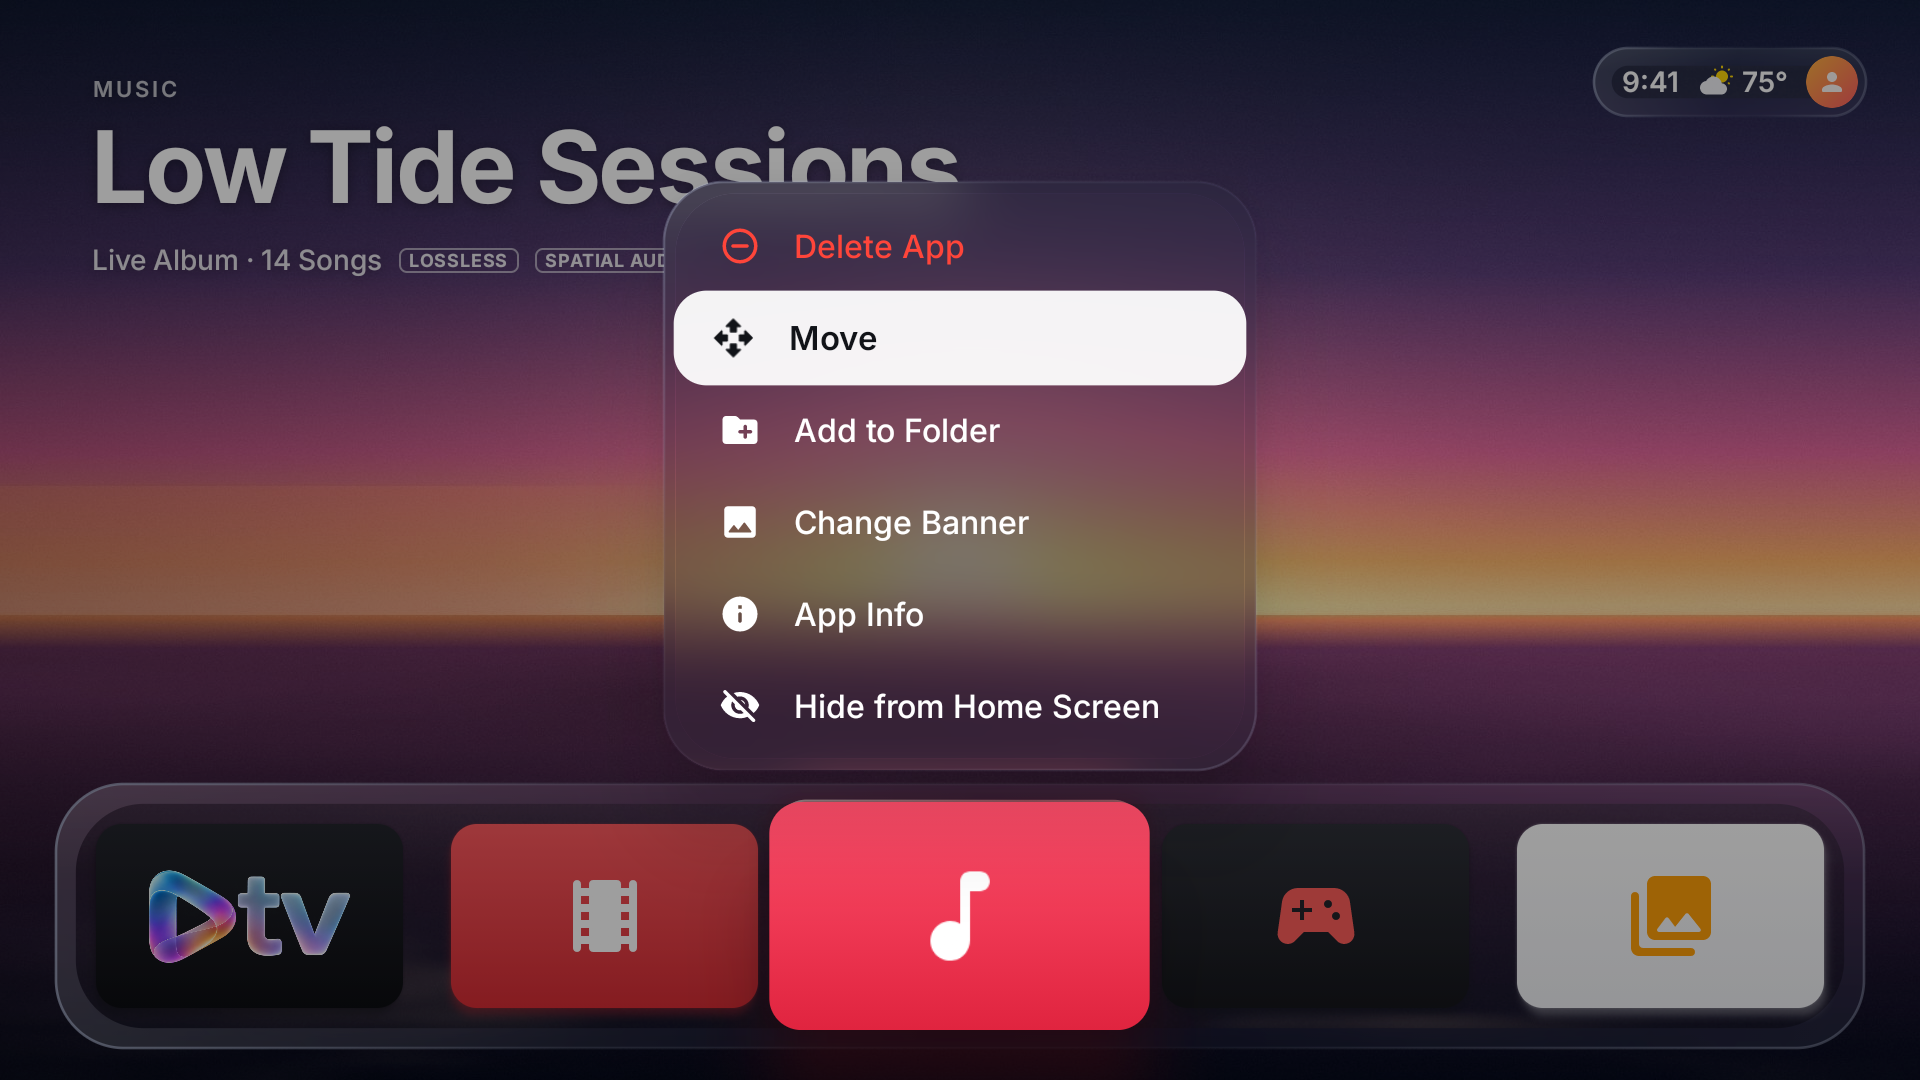 MUSIC
9:41 75°
Low Tide Sessions
Live Album · 14 Songs LOSSLESS SPATIAL
Delete App
Move
Add to Folder
Change Banner
App Info
Hide from Home Screen
tv